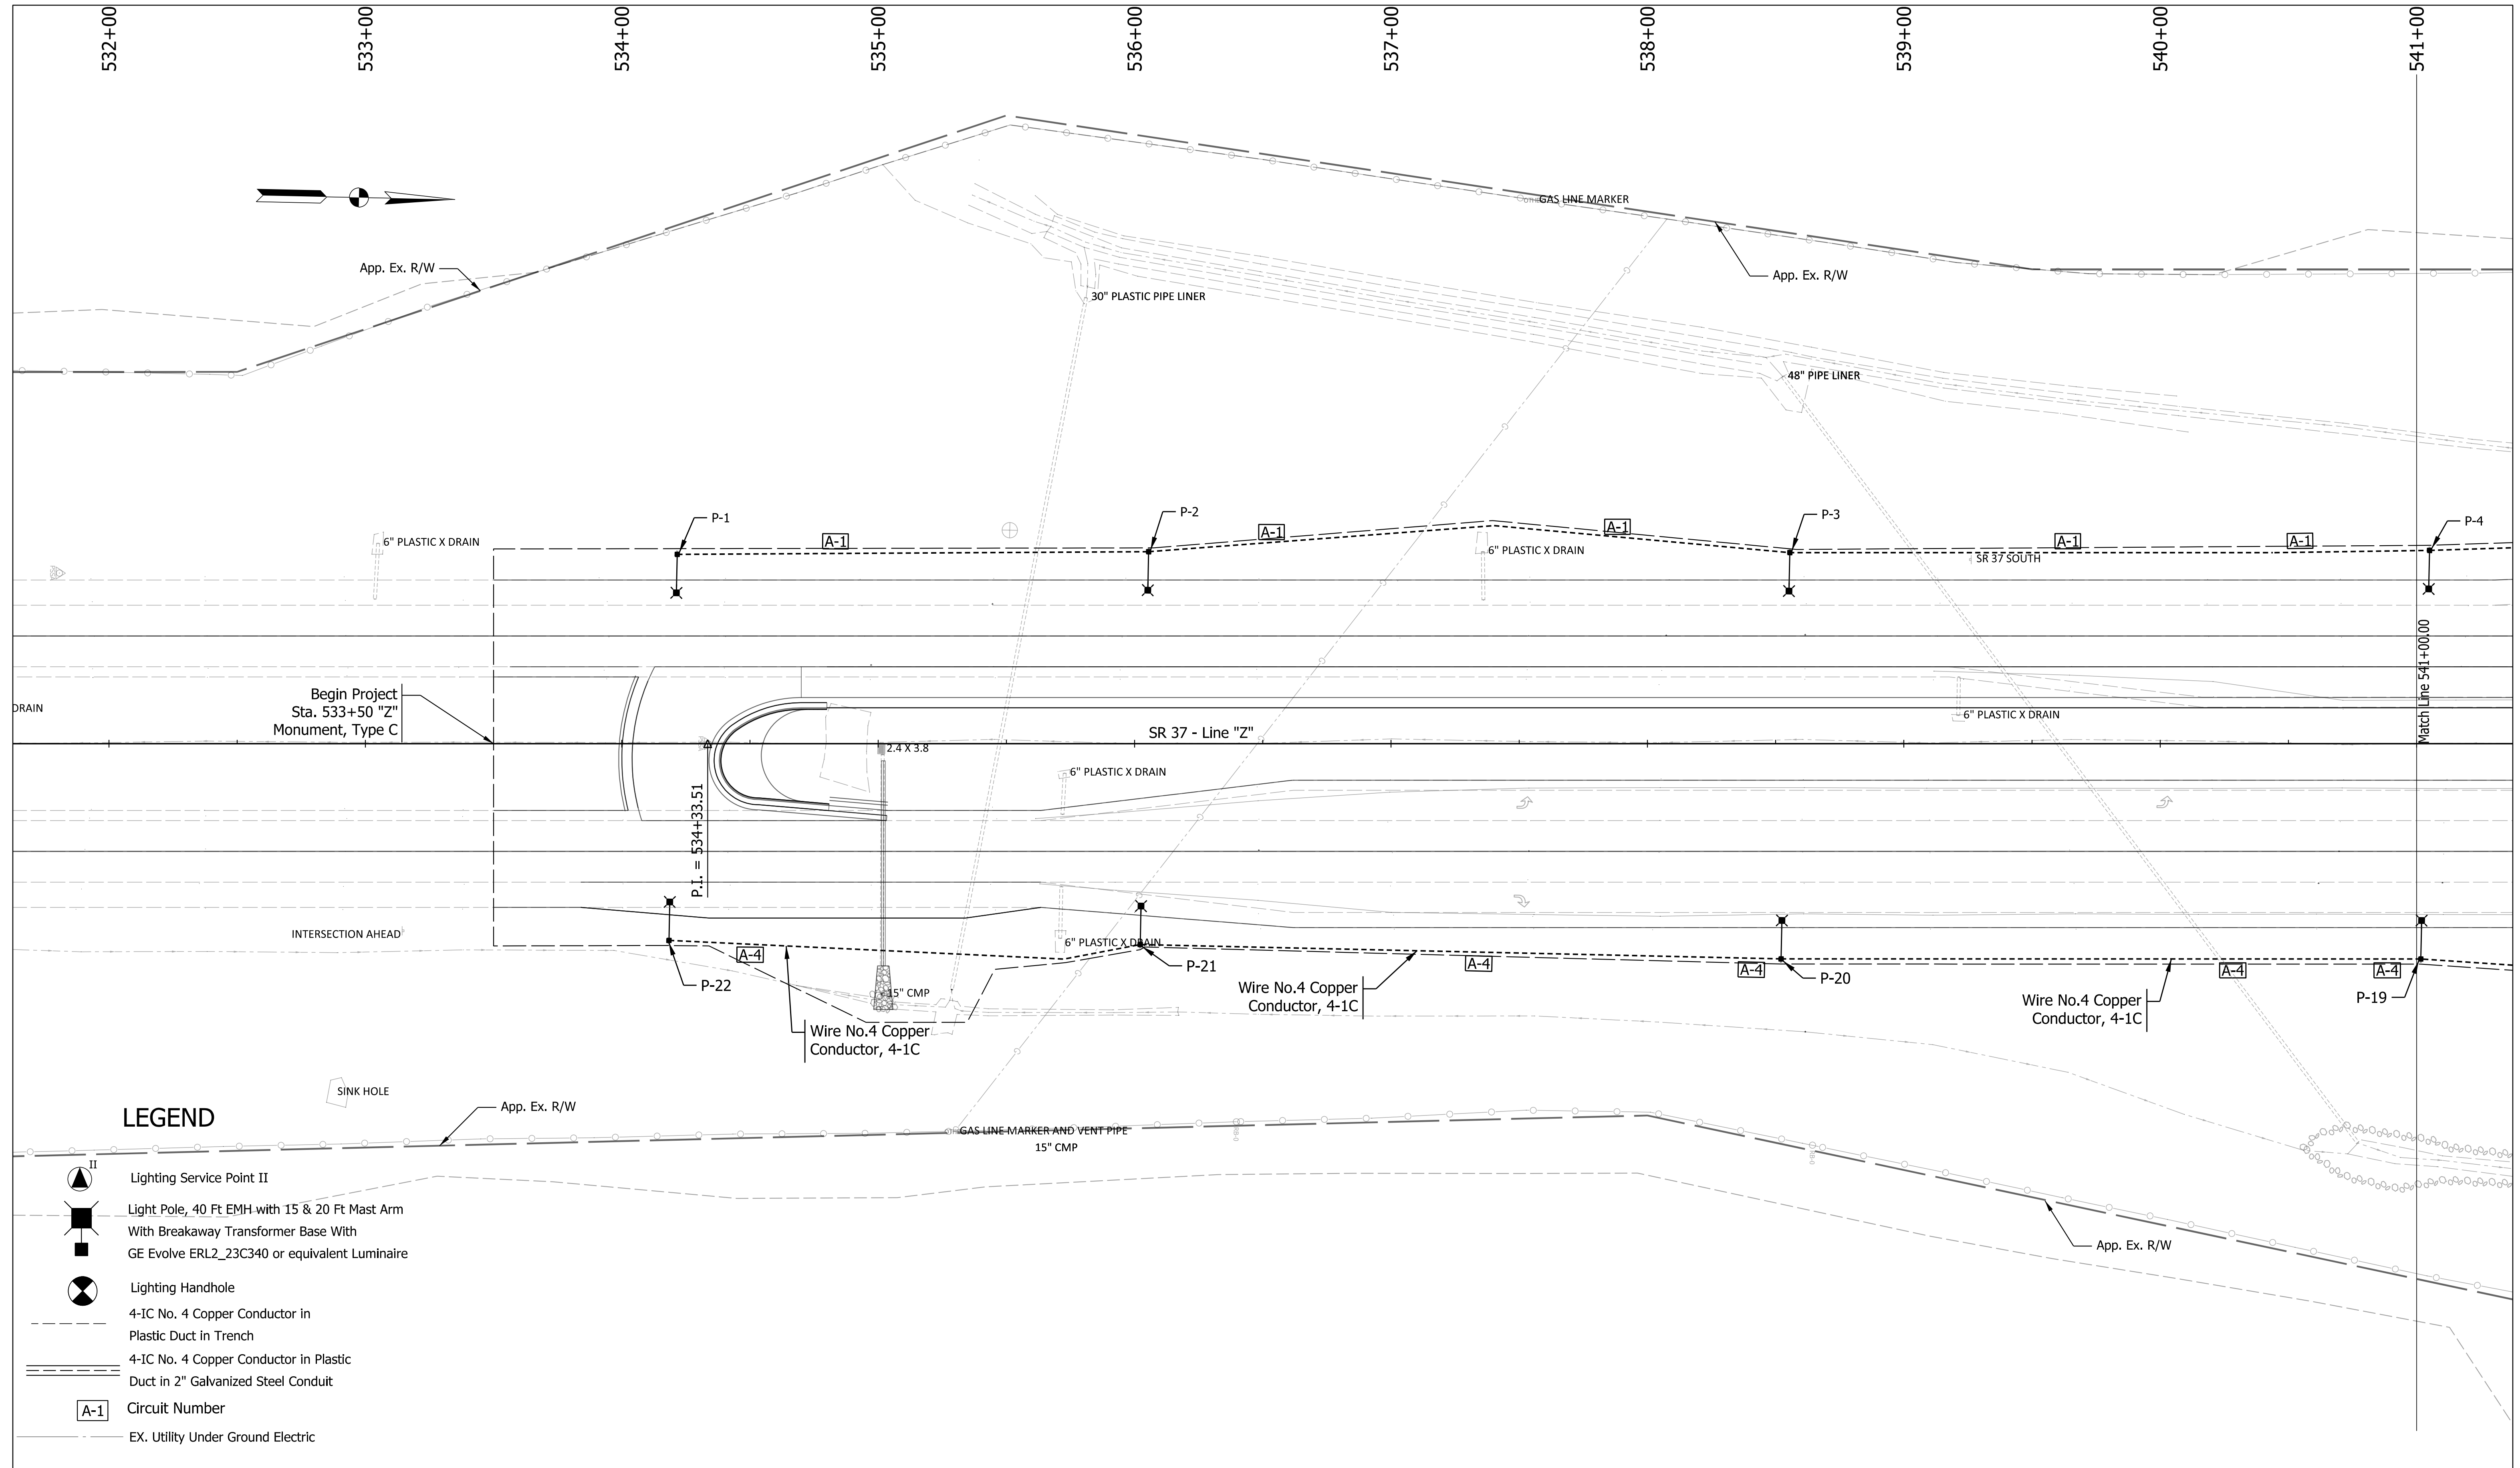 532+00
533+00
534+00
535+00
536+00
537+00
538+00
539+00
540+00
541+00
GAS LINE MARKER
App. Ex. R/W
App. Ex. R/W
30" PLASTIC PIPE LINER
48" PIPE LINER
P-1
P-2
P-3
P-4
A-1
A-1
A-1
A-1
A-1
6" PLASTIC X DRAIN
6" PLASTIC X DRAIN
SR 37 SOUTH
Match Line 541+00.00
Begin Project
Sta. 533+50 "Z"
Monument, Type C
DRAIN
6" PLASTIC X DRAIN
SR 37 - Line "Z"
2.4 X 3.8
6" PLASTIC X DRAIN
P.I. = 534+33.51
INTERSECTION AHEAD
6" PLASTIC X DRAIN
A-4
A-4
A-4
A-4
A-4
P-22
P-21
P-20
P-19
15" CMP
Wire No.4 Copper
Conductor, 4-1C
Wire No.4 Copper
Conductor, 4-1C
Wire No.4 Copper
Conductor, 4-1C
SINK HOLE
App. Ex. R/W
GAS LINE MARKER AND VENT PIPE
15" CMP
App. Ex. R/W
LEGEND
II
Lighting Service Point II
Light Pole, 40 Ft EMH with 15 & 20 Ft Mast Arm
With Breakaway Transformer Base With
GE Evolve ERL2_23C340 or equivalent Luminaire
Lighting Handhole
4-IC No. 4 Copper Conductor in
Plastic Duct in Trench
4-IC No. 4 Copper Conductor in Plastic
Duct in 2" Galvanized Steel Conduit
A-1
Circuit Number
EX. Utility Under Ground Electric